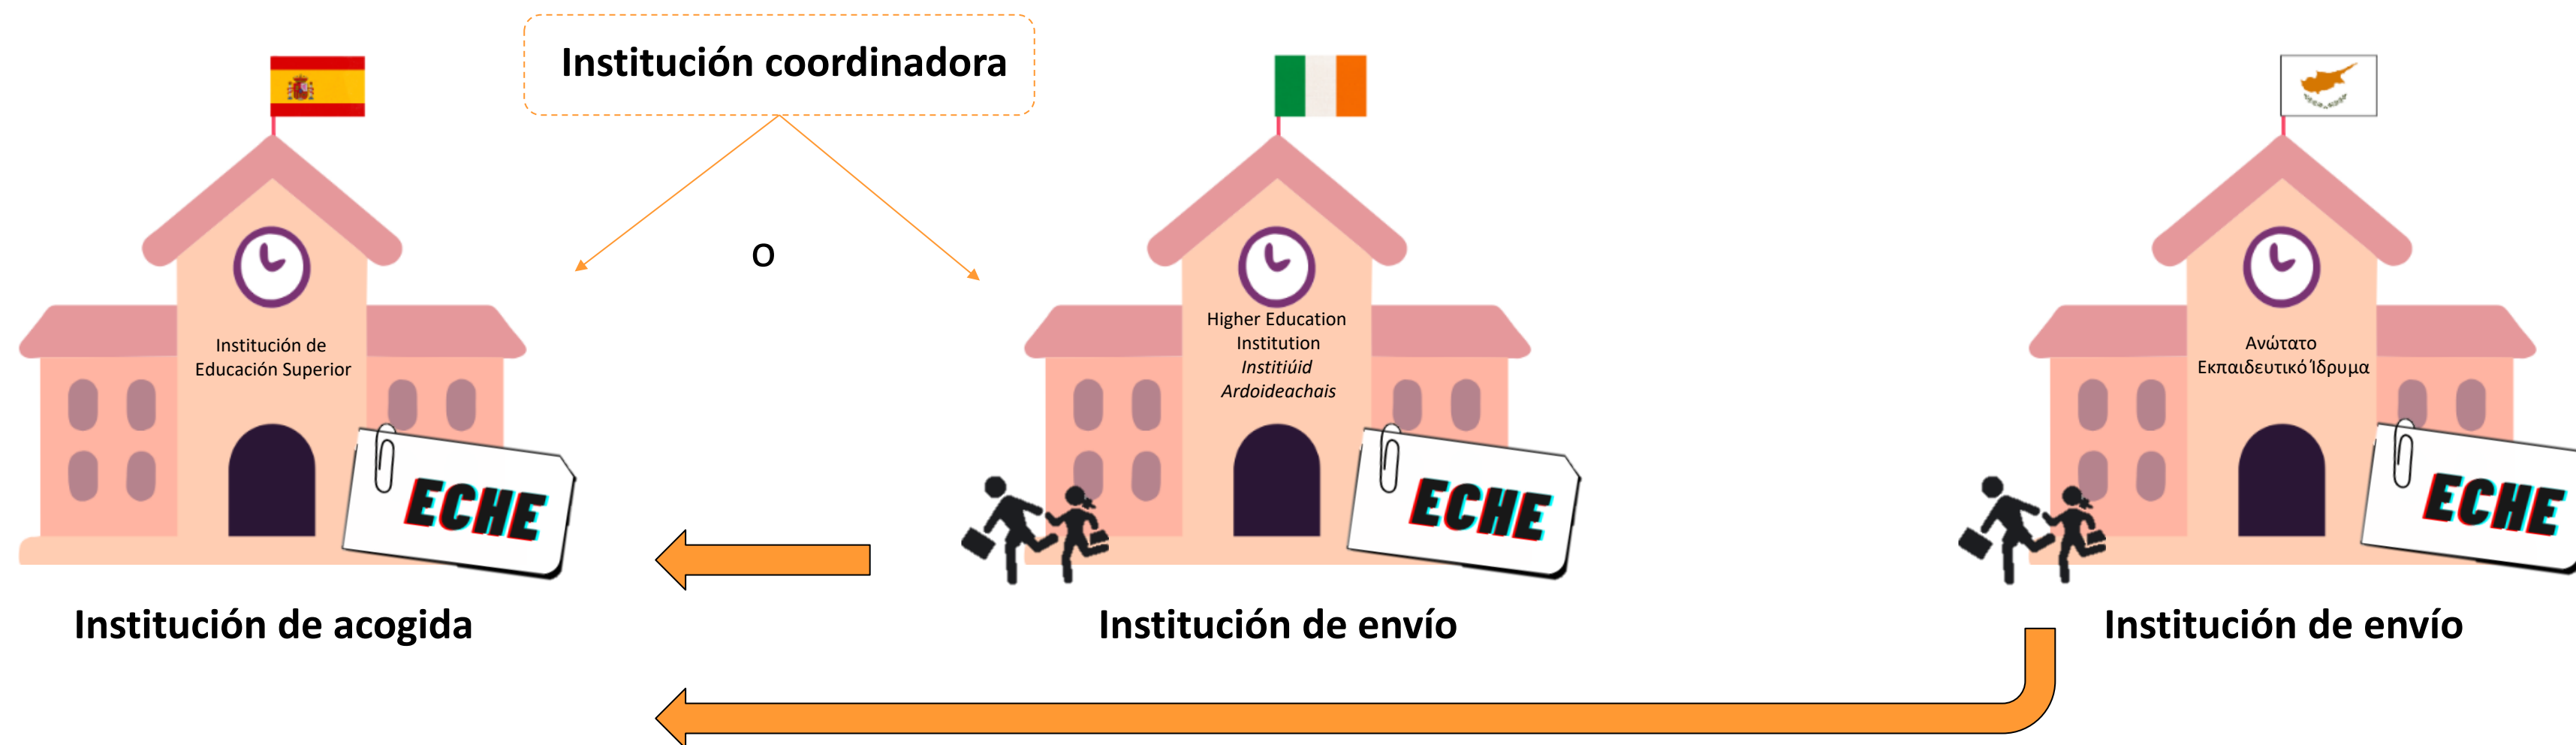 Institución coordinadora
o
Institución de
Educación Superior
ECHE
Institución de acogida
Higher Education
Institution
Institiúid
Ardoideachais
ECHE
Institución de envío
Ανώτατο
Εκπαιδευτικό Ίδρυμα
ECHE
Institución de envío